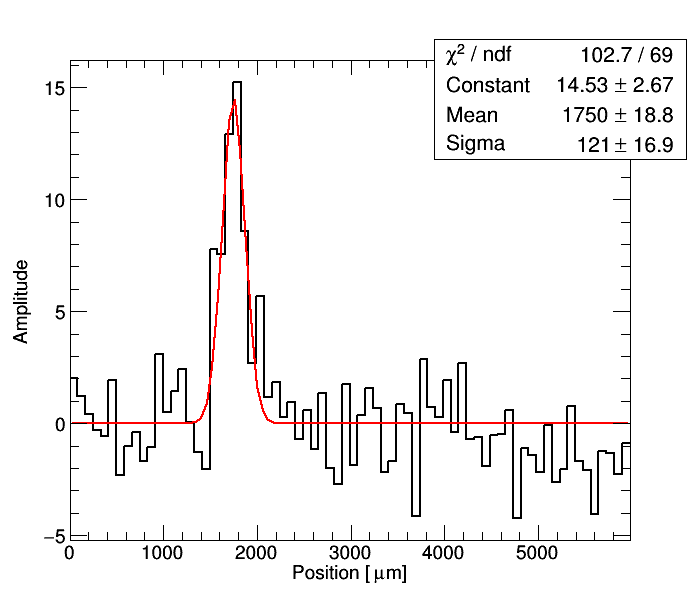 χ² / ndf 102.7 / 69
Constant 14.53 ± 2.67
Mean 1750 ± 18.8
Sigma 121 ± 16.9
15
10
5
0
−5
Amplitude
0 1000 2000 3000 4000 5000
Position [ μm]